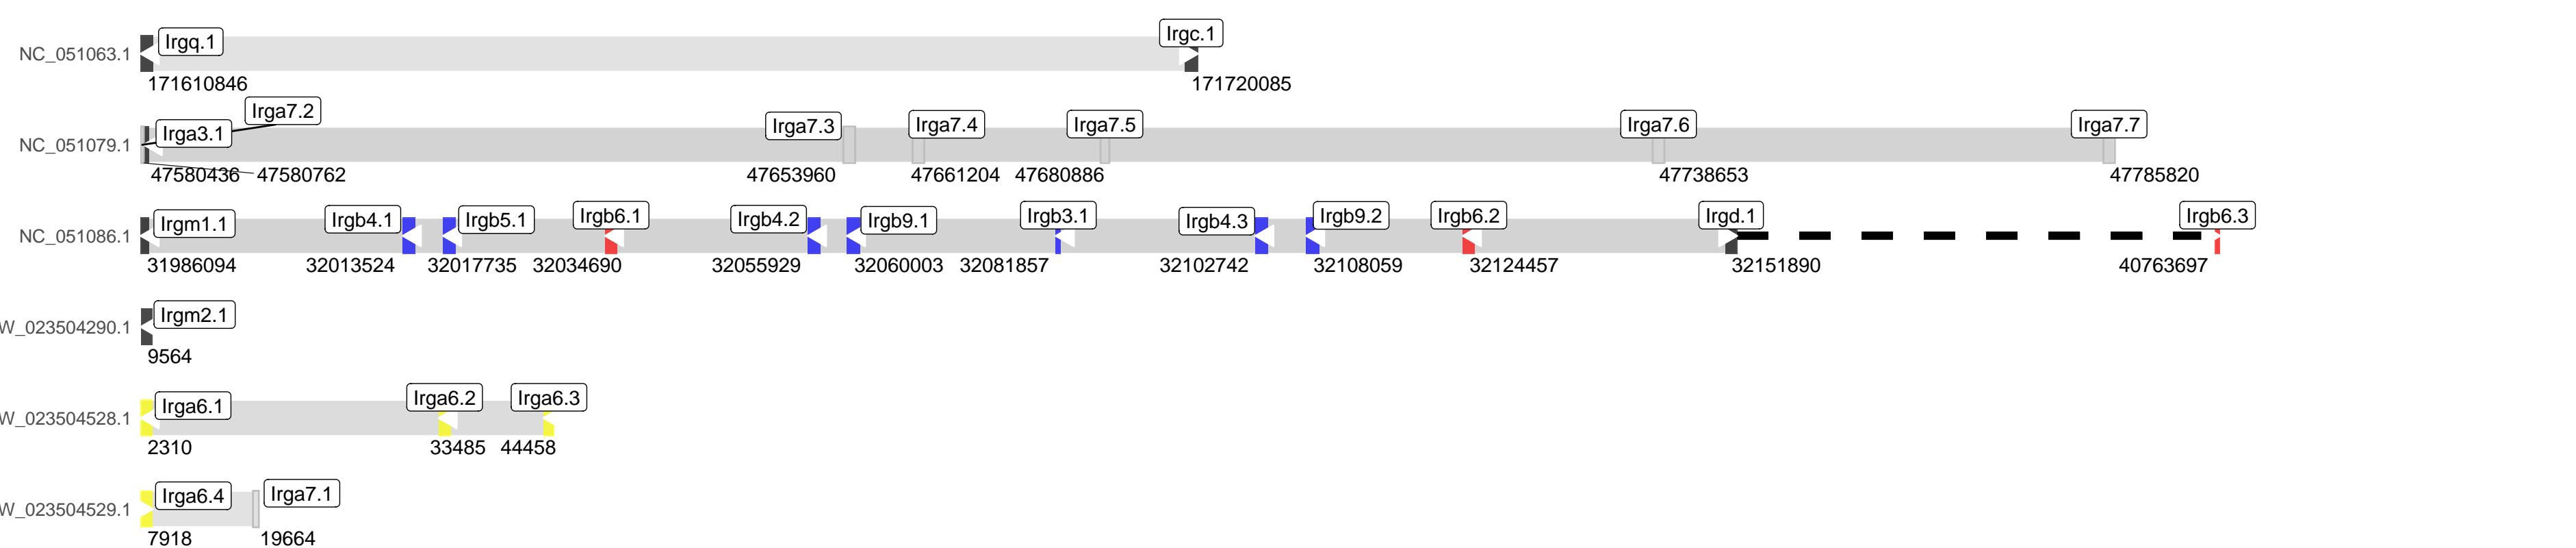 NC_051063.1 Irgq.1 Irgc.1
171610846 171720085
Irga7.2
NC_051079.1 Irga3.1 Irga7.3 Irga7.4 Irga7.5 Irga7.6 Irga7.7
47580436 47580762 47653960 47661204 47680886 47738653 47785820
NC_051086.1 Irgm1.1 Irgb4.1 Irgb5.1 Irgb6.1 Irgb4.2 Irgb9.1 Irgb3.1 Irgb4.3 Irgb9.2 Irgb6.2 Irgd.1 Irgb6.3
31986094 32013524 32017735 32034690 32055929 32060003 32081857 32102742 32108059 32124457 32151890 40763697
W_023504290.1 Irgm2.1
9564
W_023504528.1 Irga6.1 Irga6.2 Irga6.3
2310 33485 44458
W_023504529.1 Irga6.4 Irga7.1
7918 19664